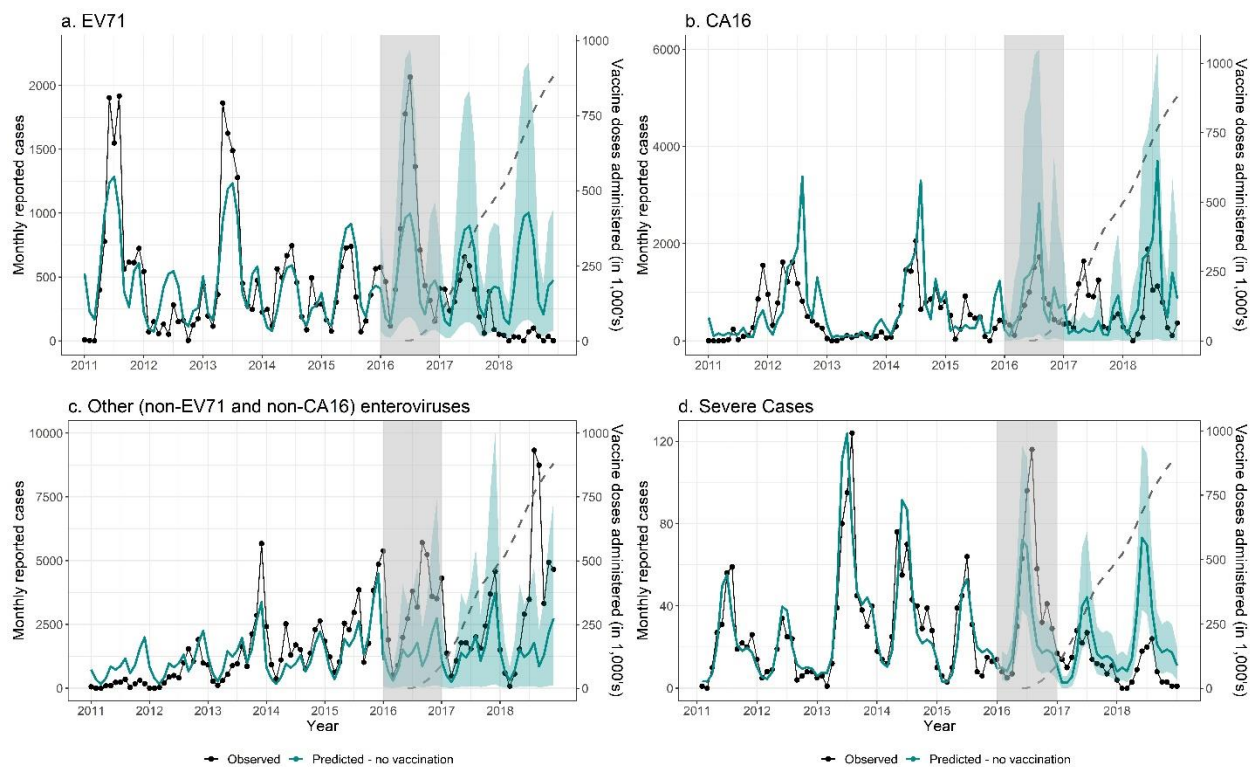 a. EV71
Monthly reported cases
2000
1500
1000
500
0
1000
750
500
250
0
Vaccine doses administered (in 1,000's)
2011 2012 2013 2014 2015 2016 2017 2018
b. CA16
Monthly reported cases
6000
4000
2000
0
1000
750
500
250
0
Vaccine doses administered (in 1,000's)
2011 2012 2013 2014 2015 2016 2017 2018
c. Other (non-EV71 and non-CA16) enteroviruses
Monthly reported cases
10000
7500
5000
2500
0
1000
750
500
250
0
Vaccine doses administered (in 1,000's)
2011 2012 2013 2014 2015 2016 2017 2018
Year
d. Severe Cases
Monthly reported cases
120
80
40
0
1000
750
500
250
0
Vaccine doses administered (in 1,000's)
2011 2012 2013 2014 2015 2016 2017 2018
Year
Observed Predicted - no vaccination
Observed Predicted - no vaccination